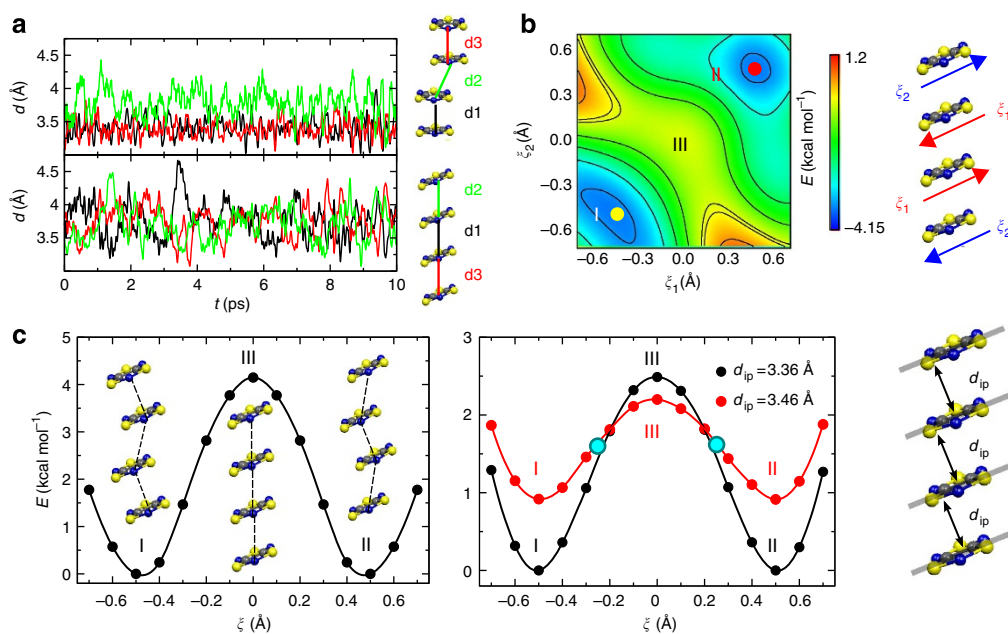 a
b
d (Å)
4.5
4.0
3.5
d (Å)
4.5
4.0
3.5
0
2
4
6
8
10
t (ps)
d3
d2
d1
d2
d1
d3
ξ2 (Å)
0.6
0.3
0.0
−0.3
−0.6
I
II
III
−0.6
−0.3
0.0
0.3
0.6
ξ1(Å)
1.2
E (kcal mol−1)
−4.15
ξ2
ξ1
ξ1
ξ2
c
E (kcal mol−1)
5
4
3
2
1
0
III
I
II
−0.6
−0.4
−0.2
0
0.2
0.4
0.6
ξ (Å)
3
2
1
0
III
III
I
II
I
II
dip=3.36 Å
dip=3.46 Å
−0.6
−0.4
−0.2
0
0.2
0.4
0.6
ξ (Å)
dip
dip
dip